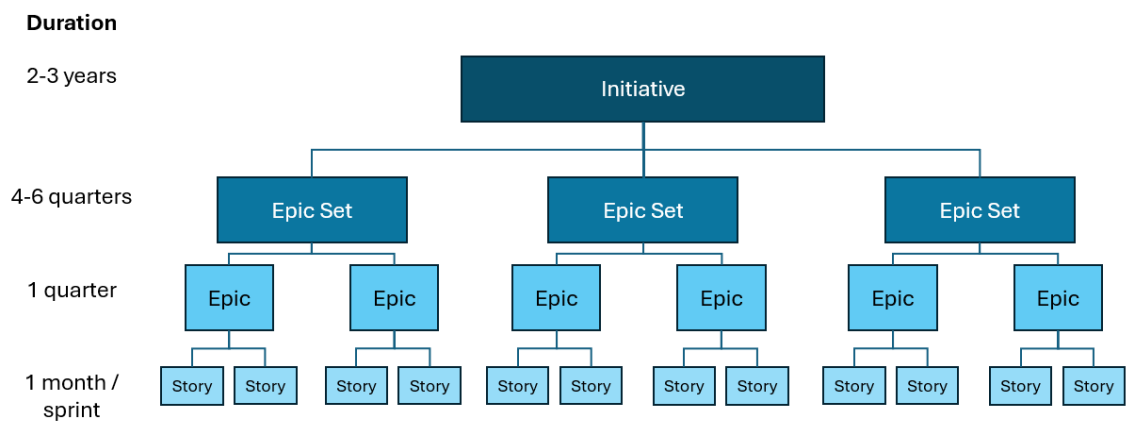 Duration
2-3 years
Initiative
4-6 quarters
Epic Set
Epic Set
Epic Set
1 quarter
Epic
Epic
Epic
Epic
Epic
Epic
1 month /
sprint
Story
Story
Story
Story
Story
Story
Story
Story
Story
Story
Story
Story